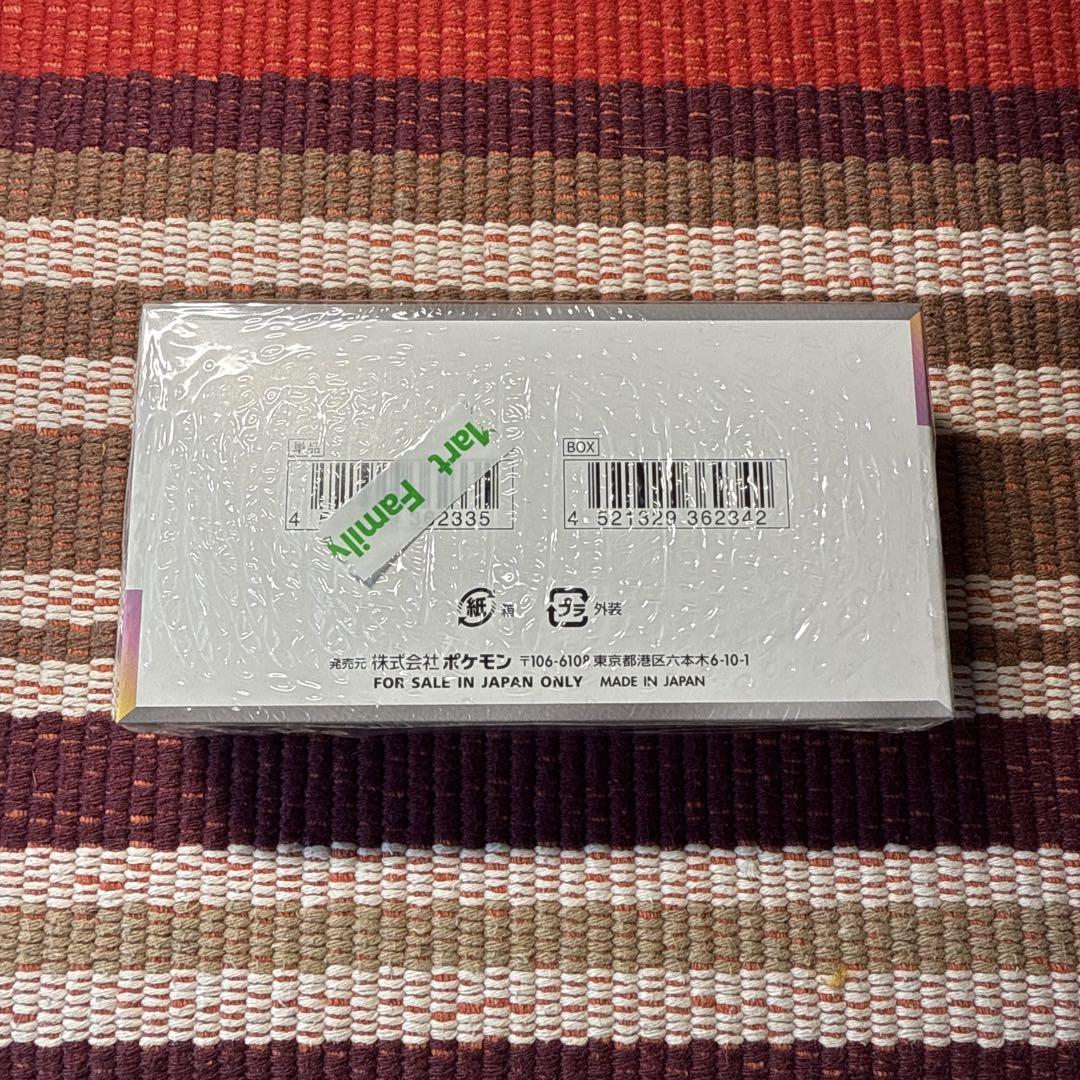 単品
BOX
Mart Family
4
362335
4 521329 362342
紙 箱
プラ 外装
発売元 株式会社 ポケモン 〒106-6108 東京都港区六本木6-10-1
FOR SALE IN JAPAN ONLY MADE IN JAPAN